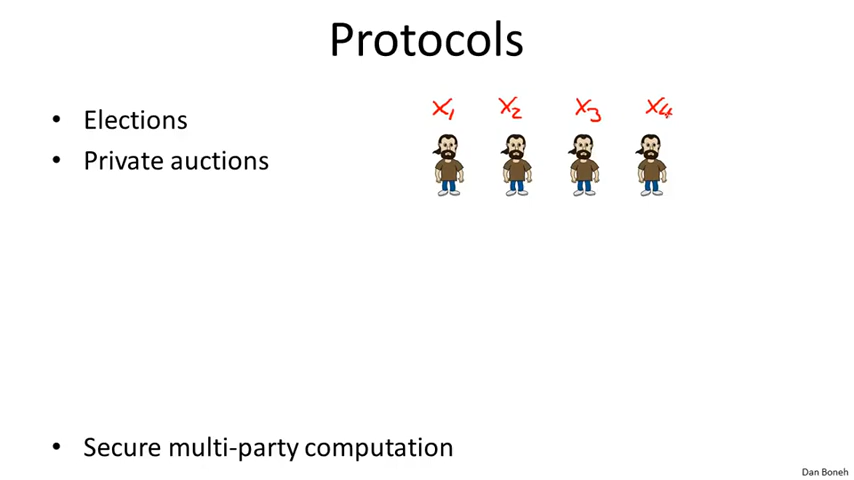 Protocols
• Elections
• Private auctions
X₁ X₂ X₃ X₄
• Secure multi-party computation
Dan Boneh